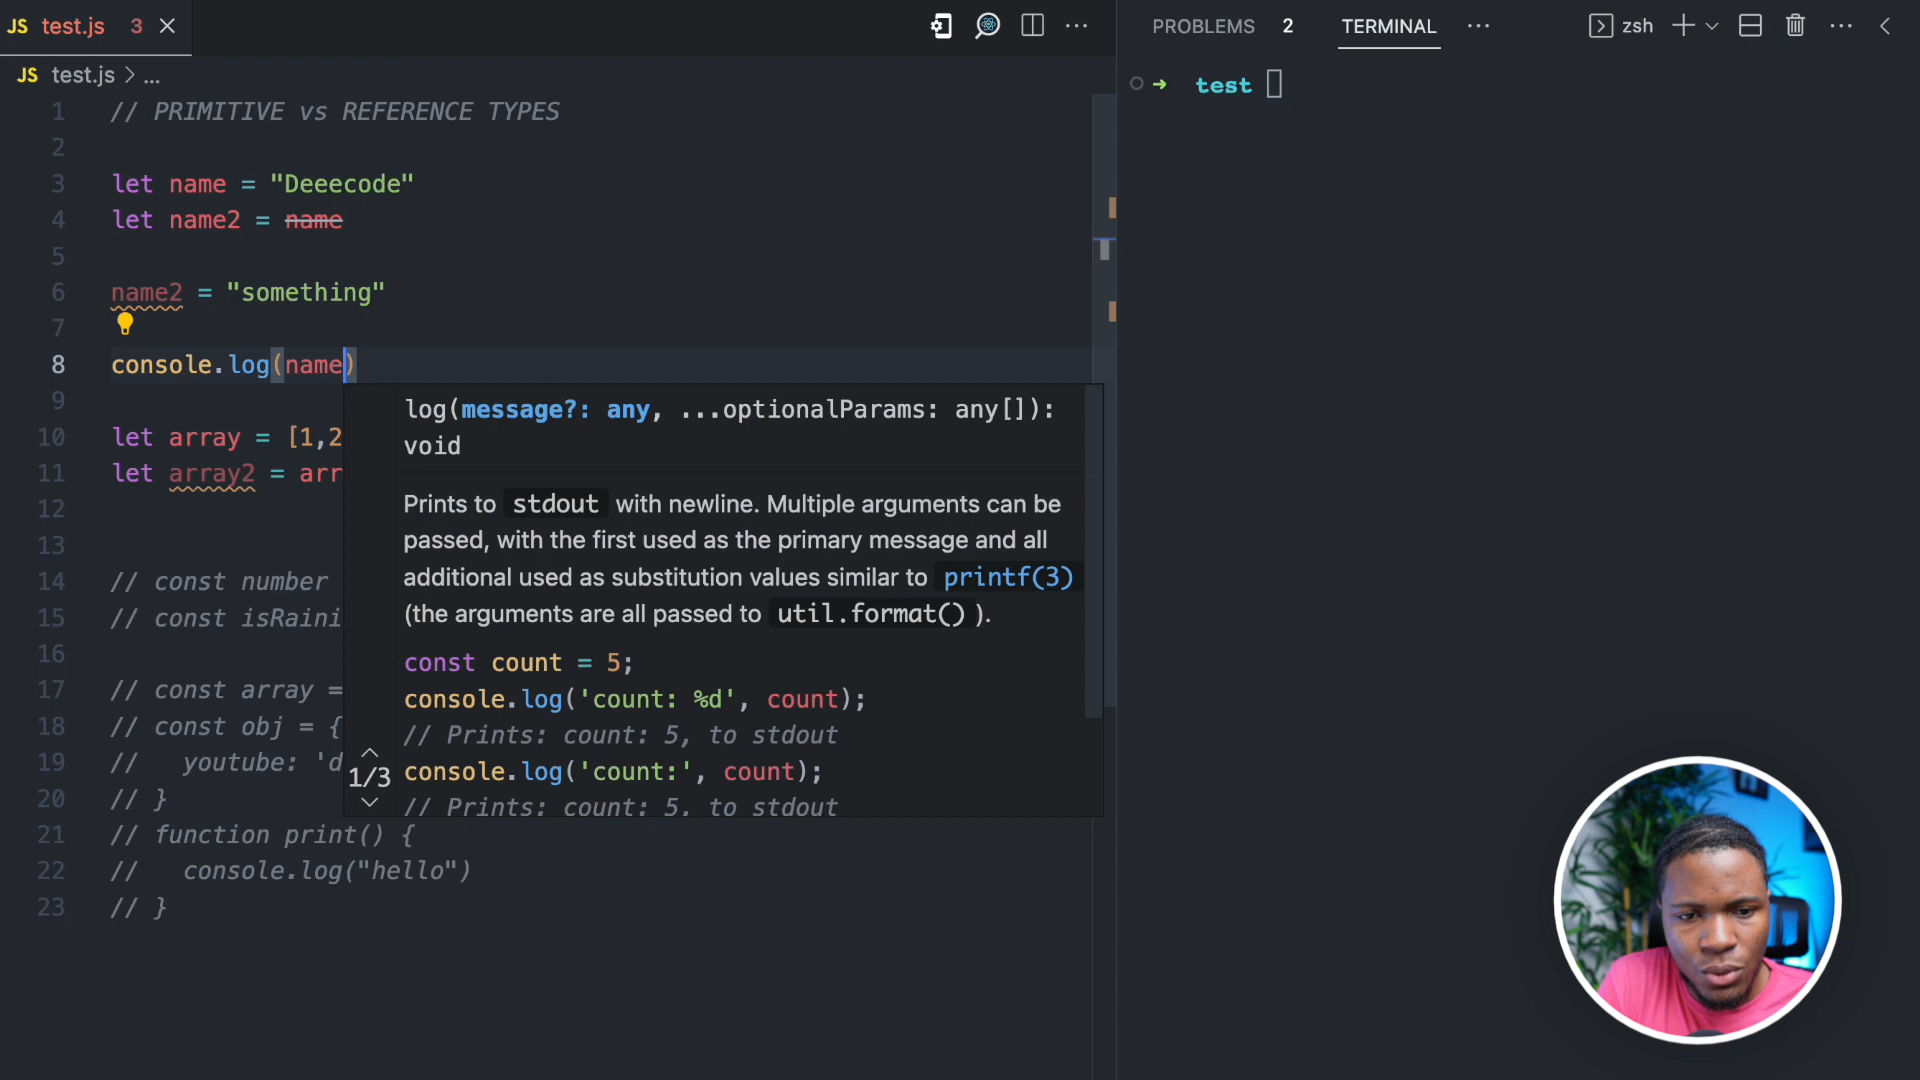 JS test.js 3
PROBLEMS 2 TERMINAL ··· zsh
JS test.js > ...
test
1 // PRIMITIVE vs REFERENCE TYPES
2
3 let name = "Deeecode"
4 let name2 = name
5
6 name2 = "something"
7
8 console.log(name)
9
10 let array = [1,2
11 let array2 = arr
12
13
14 // const number
15 // const isRaini
16
17 // const array =
18 // const obj = {
19 // youtube: 'd
20 // }
21 // function print() {
22 // console.log("hello")
23 // }
log(message?: any, ...optionalParams: any[]):
void
Prints to stdout with newline. Multiple arguments can be
passed, with the first used as the primary message and all
additional used as substitution values similar to printf(3)
(the arguments are all passed to util.format() ).
const count = 5;
console.log('count: %d', count);
// Prints: count: 5, to stdout
console.log('count:', count);
// Prints: count: 5, to stdout
1/3